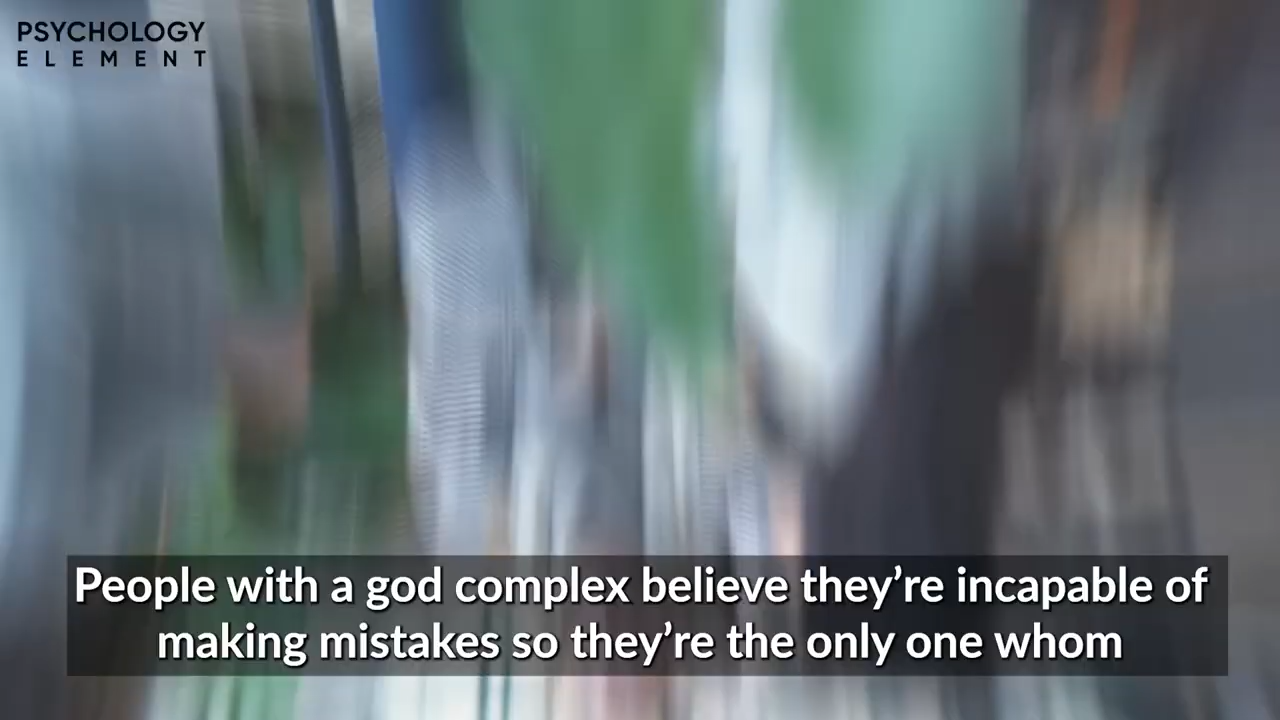 PSYCHOLOGY
ELEMENT
People with a god complex believe they’re incapable of
making mistakes so they’re the only one whom